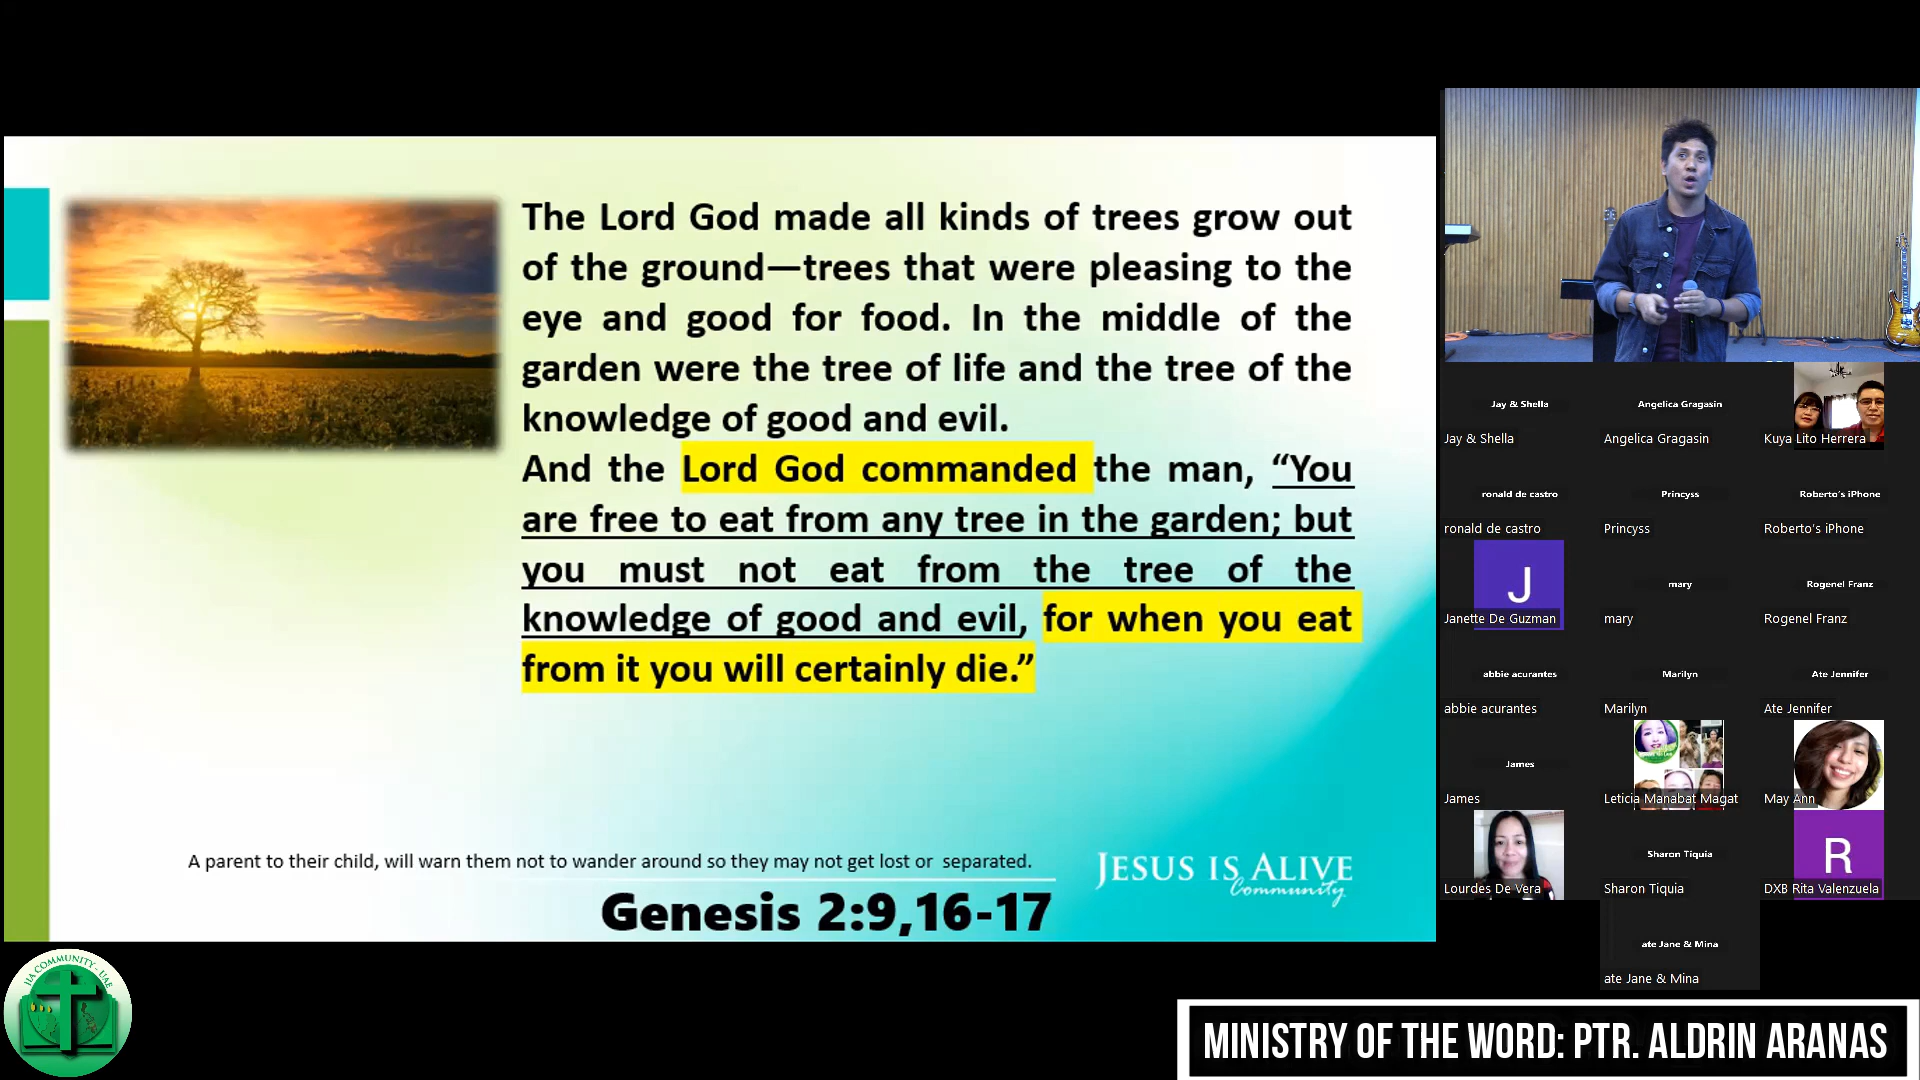 The Lord God made all kinds of trees grow out
of the ground—trees that were pleasing to the
eye and good for food. In the middle of the
garden were the tree of life and the tree of the
knowledge of good and evil.
And the Lord God commanded the man, “You
are free to eat from any tree in the garden; but
you must not eat from the tree of the
knowledge of good and evil, for when you eat
from it you will certainly die.”
A parent to their child, will warn them not to wander around so they may not get lost or separated.
Genesis 2:9,16-17
JESUS IS ALIVE
Community
JIA COMMUNITY - UAE
Jay & Shella
Jay & Shella
Angelica Gragasin
Angelica Gragasin
Kuya Lito Herrera
ronald de castro
ronald de castro
Princyss
Princyss
Roberto's iPhone
Roberto's iPhone
J
Janette De Guzman
mary
mary
Rogenel Franz
Rogenel Franz
abbie acurantes
abbie acurantes
Marilyn
Marilyn
Ate Jennifer
Ate Jennifer
James
James
Leticia Manabat Magat
May Ann
Lourdes De Vera
Sharon Tiquia
Sharon Tiquia
R
DXB Rita Valenzuela
ate Jane & Mina
ate Jane & Mina
MINISTRY OF THE WORD: PTR. ALDRIN ARANAS